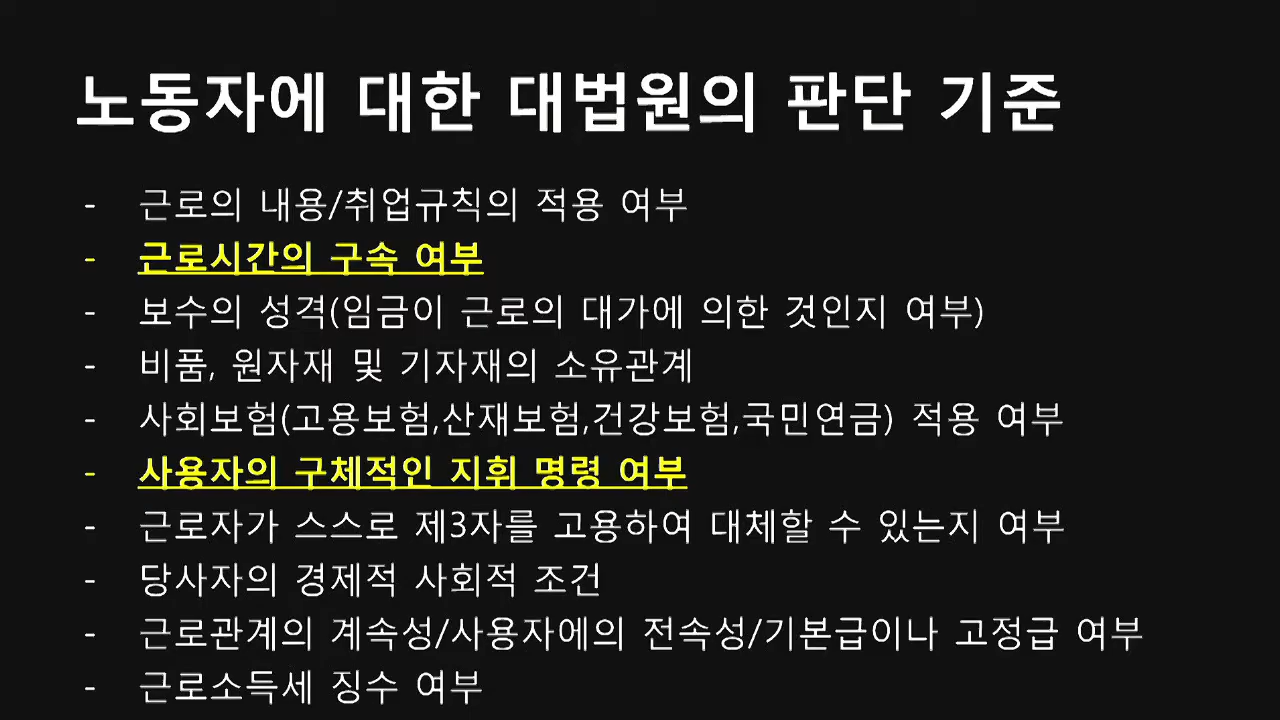 노동자에 대한 대법원의 판단 기준
- 근로의 내용/취업규칙의 적용 여부
- 근로시간의 구속 여부
- 보수의 성격(임금이 근로의 대가에 의한 것인지 여부)
- 비품, 원자재 및 기자재의 소유관계
- 사회보험(고용보험,산재보험,건강보험,국민연금) 적용 여부
- 사용자의 구체적인 지휘 명령 여부
- 근로자가 스스로 제3자를 고용하여 대체할 수 있는지 여부
- 당사자의 경제적 사회적 조건
- 근로관계의 계속성/사용자에의 전속성/기본급이나 고정급 여부
- 근로소득세 징수 여부